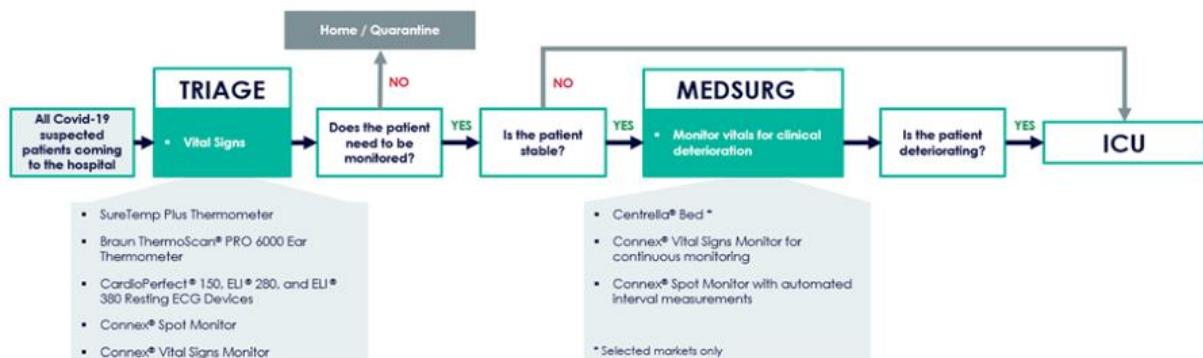 Home / Quarantine
TRIAGE
NO
NO
MEDSURG
All Covid-19
suspected
patients coming
to the hospital
▪ Vital Signs
Does the patient
need to be
monitored?
YES
Is the patient
stable?
YES
▪ Monitor vitals for clinical
deterioration
Is the patient
deteriorating?
YES
ICU
▪ SureTemp Plus Thermometer
▪ Braun ThermoScan® PRO 6000 Ear
Thermometer
▪ CardioPerfect® 150, ELI® 280, and ELI®
380 Resting ECG Devices
▪ Connex® Spot Monitor
▪ Connex® Vital Signs Monitor
▪ Centrella® Bed *
▪ Connex® Vital Signs Monitor for
continuous monitoring
▪ Connex® Spot Monitor with automated
interval measurements
* Selected markets only